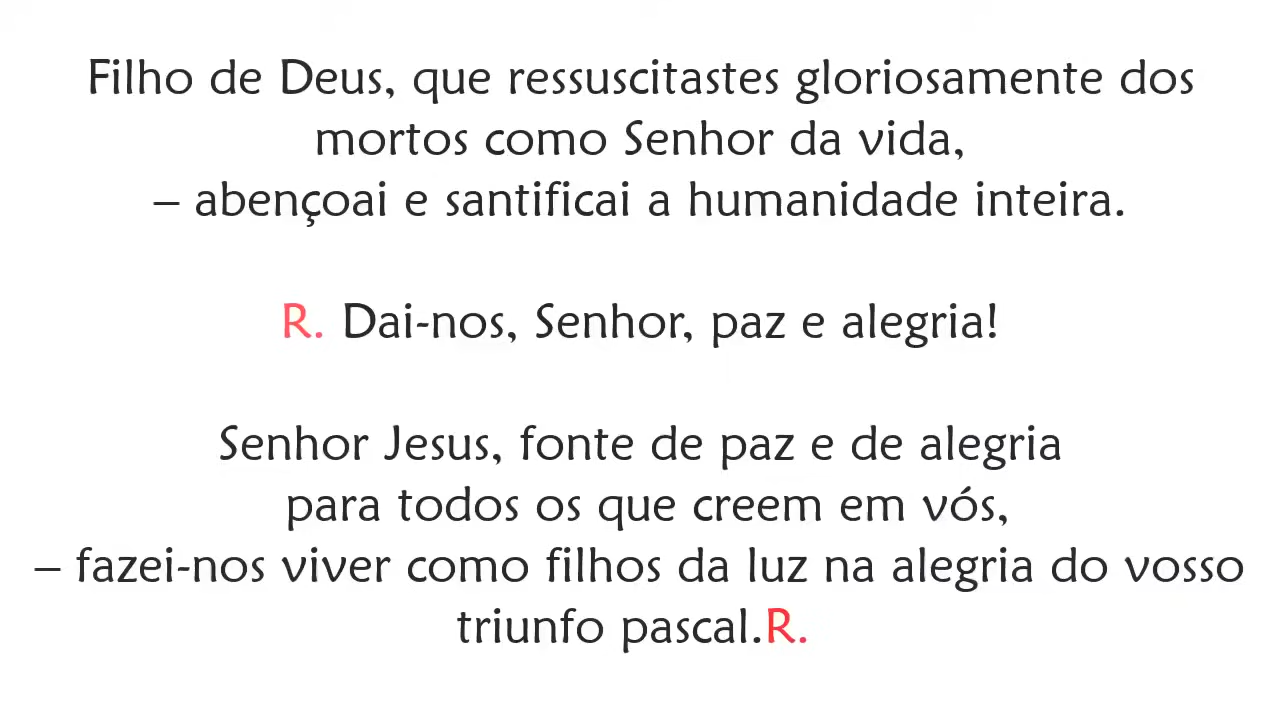 Filho de Deus, que ressuscitastes gloriosamente dos
mortos como Senhor da vida,
– abençoai e santificai a humanidade inteira.
R. Dai-nos, Senhor, paz e alegria!
Senhor Jesus, fonte de paz e de alegria
para todos os que creem em vós,
– fazei-nos viver como filhos da luz na alegria do vosso
triunfo pascal.R.